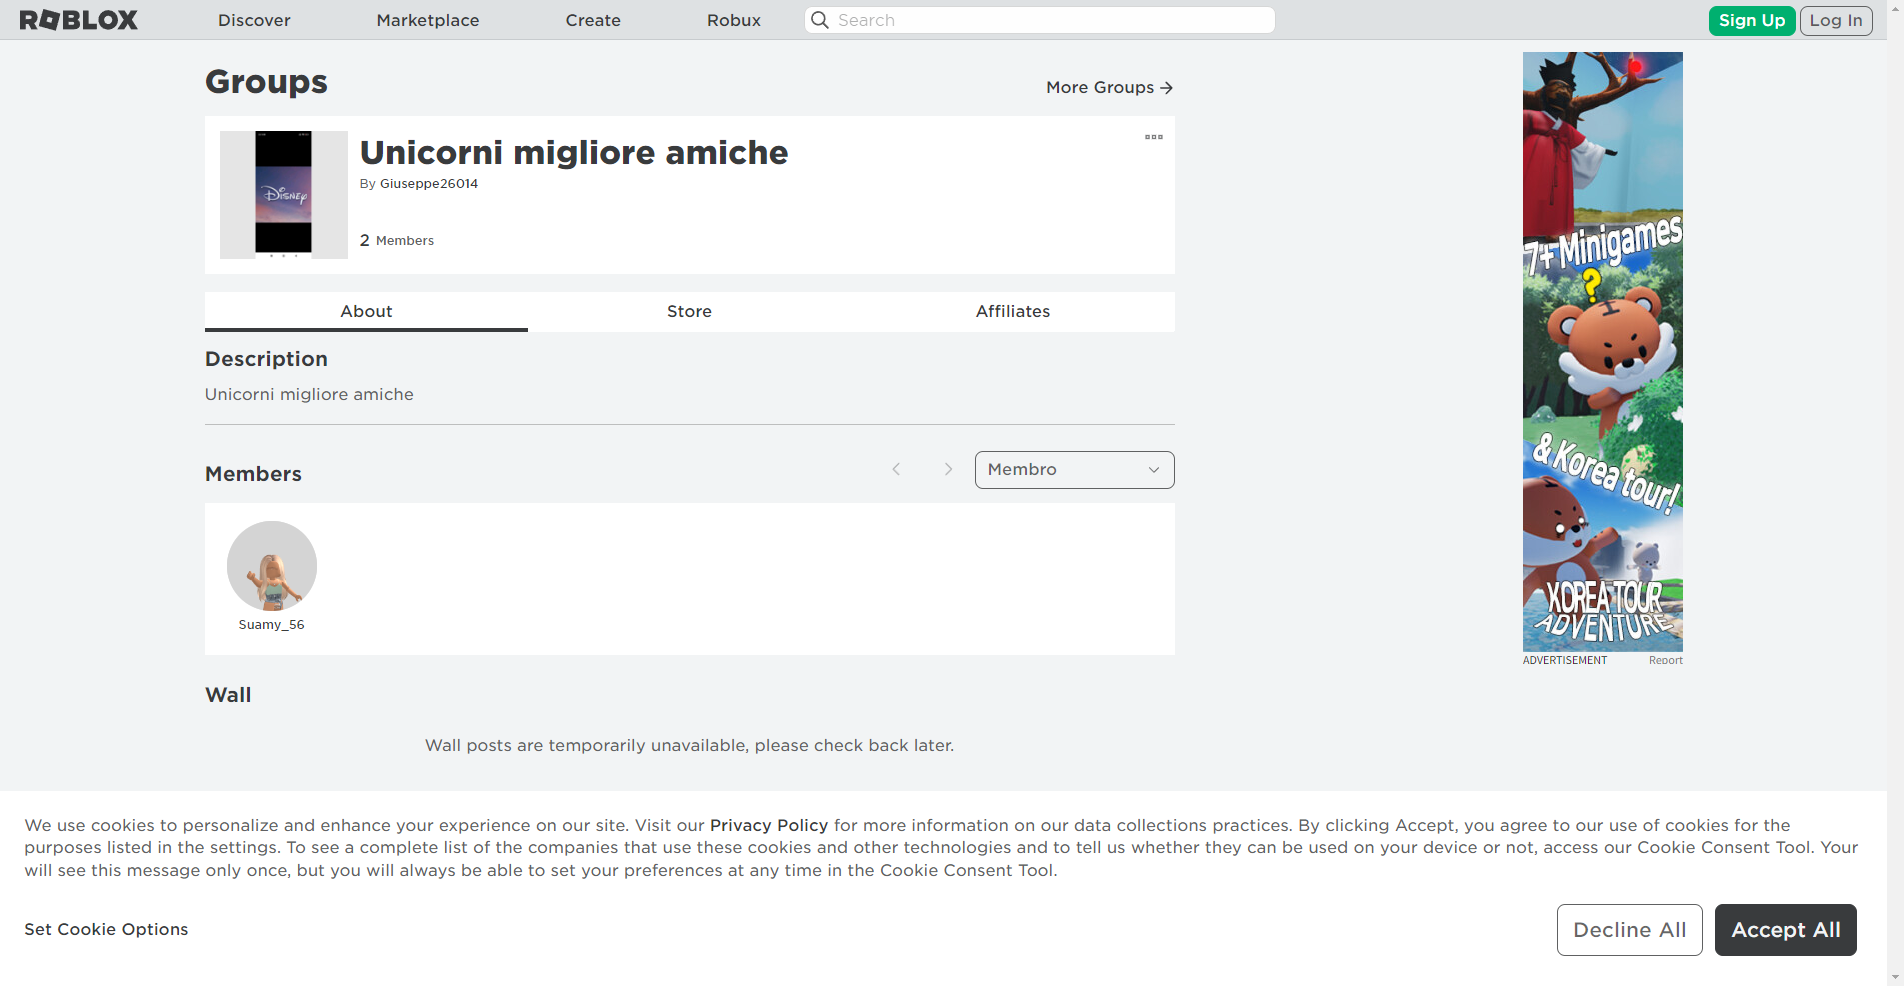 ROBLOX
Discover
Marketplace
Create
Robux
Search
Sign Up
Log In
Groups
More Groups
Disney
Unicorni migliore amiche
By Giuseppe26014
2 Members
About
Store
Affiliates
Description
Unicorni migliore amiche
Members
Membro
Suamy_56
Wall
Wall posts are temporarily unavailable, please check back later.
7+ Minigames
?
& Korea tour!
KOREA TOUR
ADVENTURE
ADVERTISEMENT
Report
We use cookies to personalize and enhance your experience on our site. Visit our Privacy Policy for more information on our data collections practices. By clicking Accept, you agree to our use of cookies for the
purposes listed in the settings. To see a complete list of the companies that use these cookies and other technologies and to tell us whether they can be used on your device or not, access our Cookie Consent Tool. Your
will see this message only once, but you will always be able to set your preferences at any time in the Cookie Consent Tool.
Set Cookie Options
Decline All
Accept All